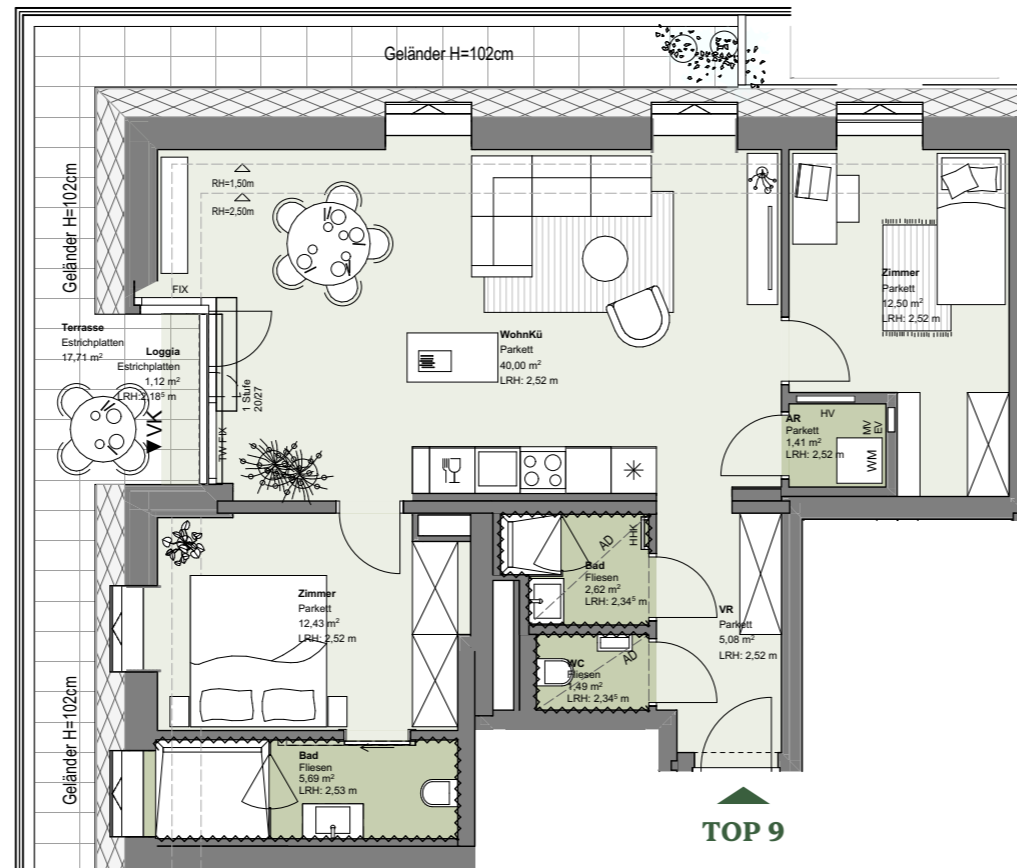 Geländer H=102cm
Geländer H=102cm
RH=1,50m
RH=2,50m
FIX
Terrasse
Estrichplatten
17,71 m²
Loggia
Estrichplatten
1,12 m²
LRH:2,18⁵ m
VK
TW FIX
1 Stufe
20/27
WohnKü
Parkett
40,00 m²
LRH: 2,52 m
Zimmer
Parkett
12,50 m²
LRH: 2,52 m
AR
Parkett
1,41 m²
LRH: 2,52 m
HV
MV
EV
WM
Zimmer
Parkett
12,43 m²
LRH: 2,52 m
HHK
AD
Bad
Fliesen
2,62 m²
LRH: 2,34⁵ m
VR
Parkett
5,08 m²
LRH: 2,52 m
AD
WC
Fliesen
1,49 m²
LRH: 2,34⁵ m
Geländer H=102cm
Bad
Fliesen
5,69 m²
LRH: 2,53 m
TOP 9